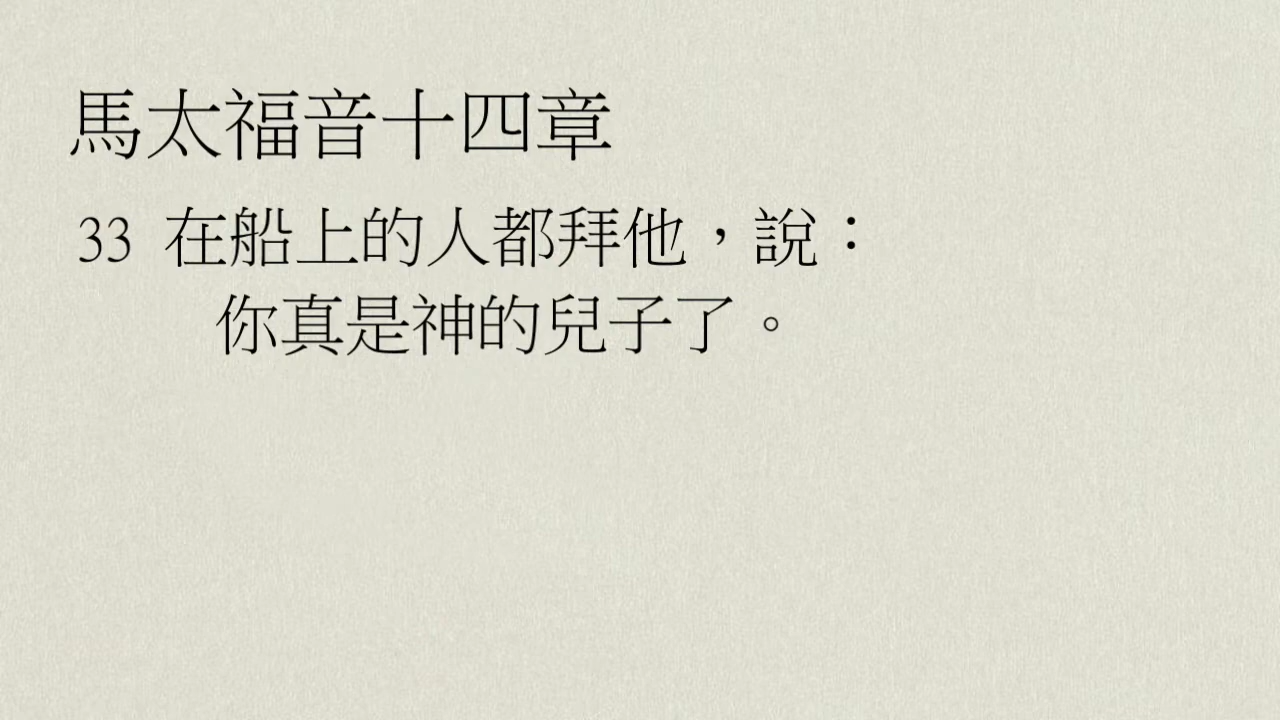 馬太福音十四章
33 在船上的人都拜他，說：
你真是神的兒子了。